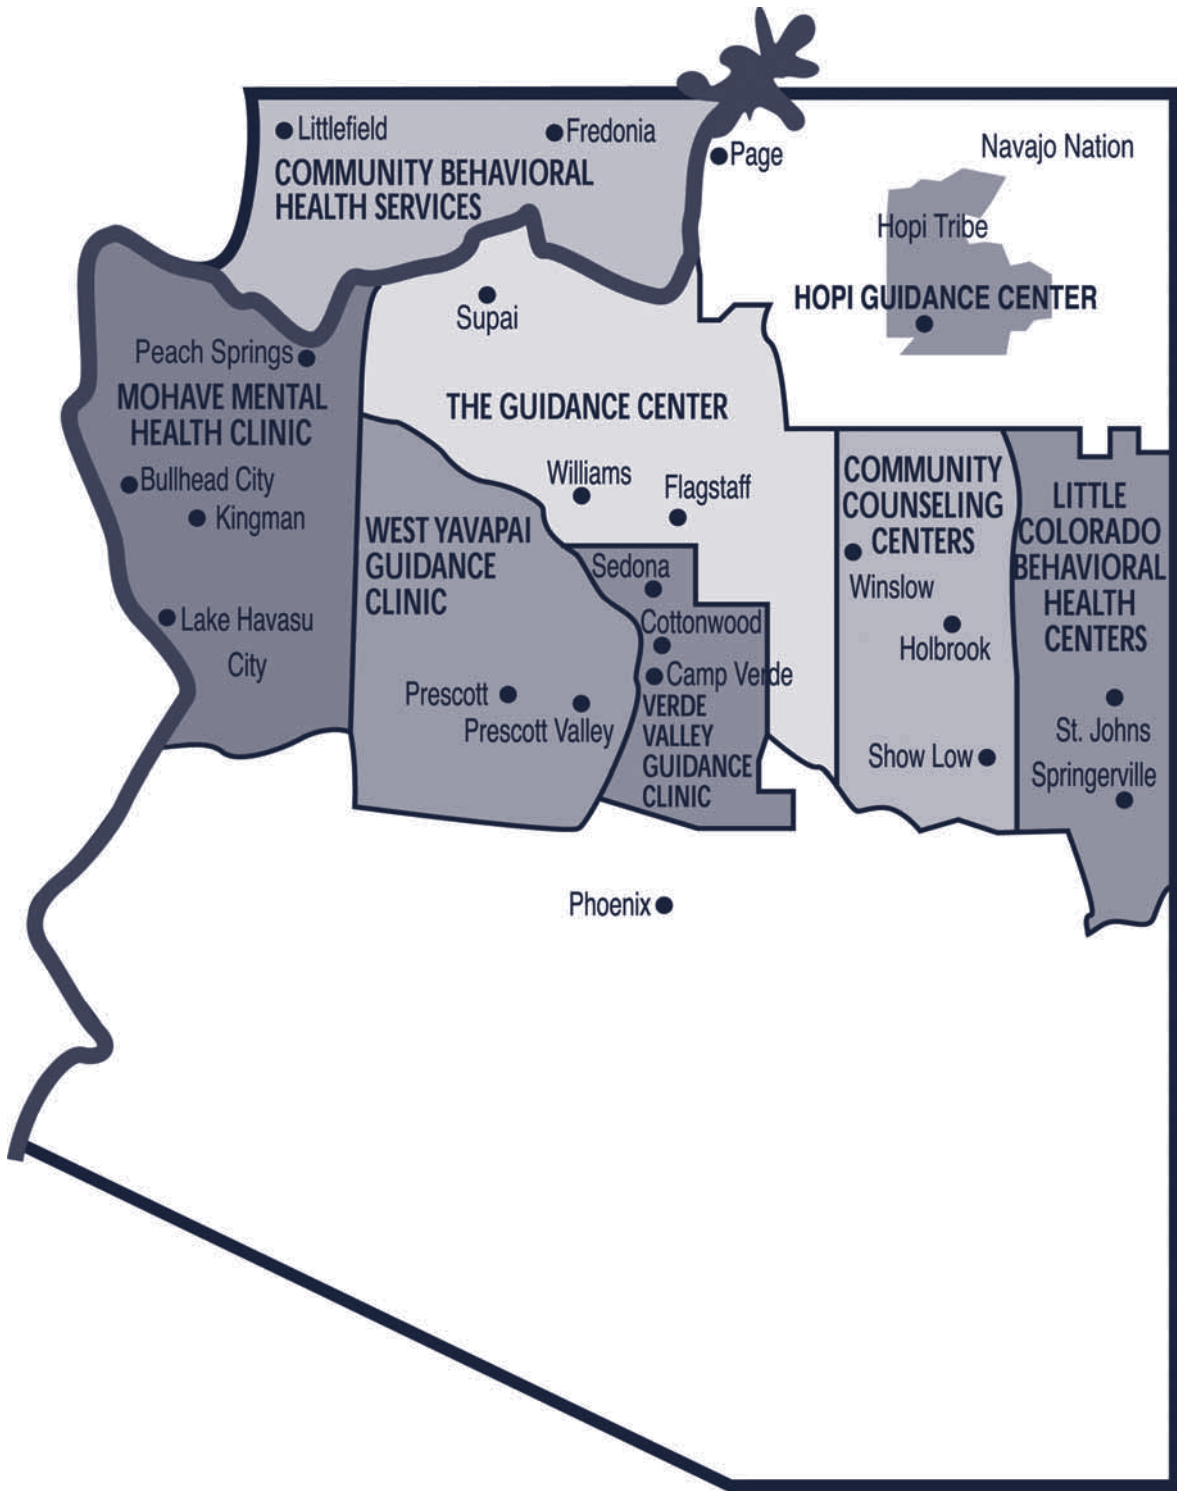 Littlefield
Fredonia
COMMUNITY BEHAVIORAL
HEALTH SERVICES
Page
Navajo Nation
Hopi Tribe
HOPI GUIDANCE CENTER
Supai
Peach Springs
MOHAVE MENTAL
HEALTH CLINIC
Bullhead City
Kingman
Lake Havasu
City
THE GUIDANCE CENTER
Williams
Flagstaff
WEST YAVAPAI
GUIDANCE
CLINIC
Prescott
Prescott Valley
Sedona
Cottonwood
Camp Verde
VERDE
VALLEY
GUIDANCE
CLINIC
COMMUNITY
COUNSELING
CENTERS
Winslow
Holbrook
Show Low
LITTLE
COLORADO
BEHAVIORAL
HEALTH
CENTERS
St. Johns
Springerville
Phoenix